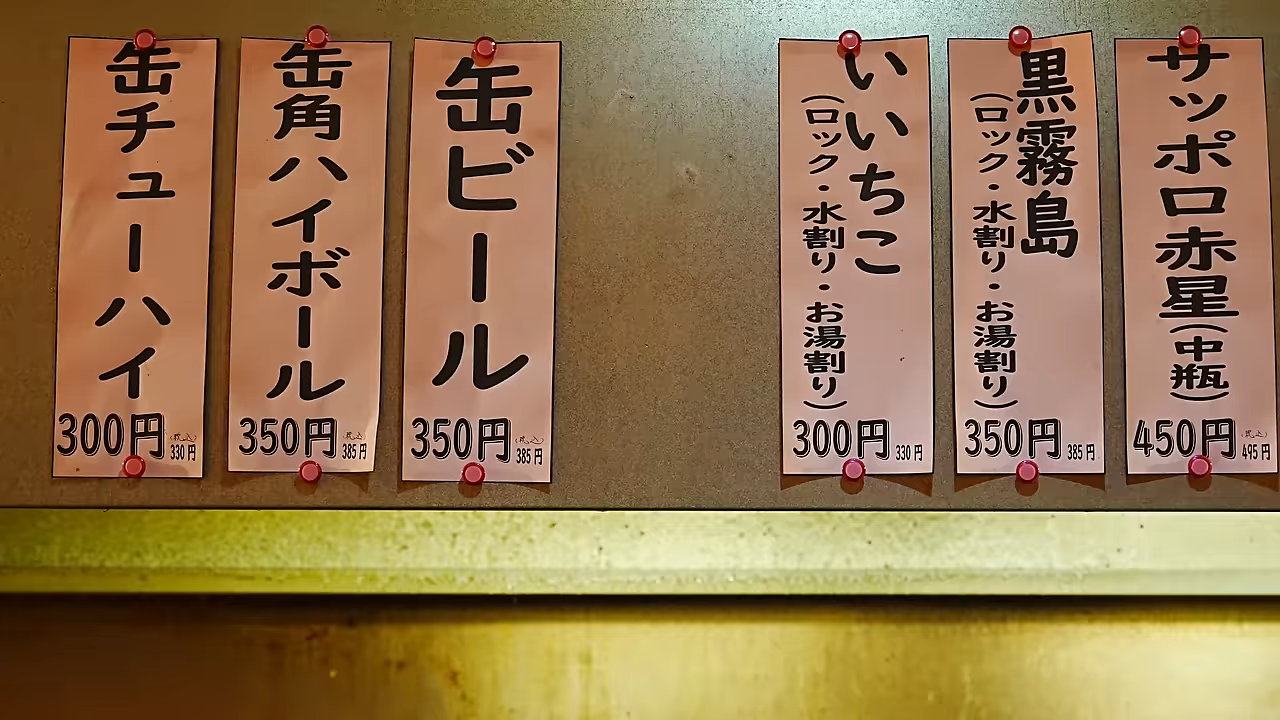 缶チューハイ
300円
(税込)
330円
缶角ハイボール
350円
(税込)
385円
缶ビール
350円
(税込)
385円
いいちこ
(ロック・水割り・お湯割り)
300円
330円
黒霧島
(ロック・水割り・お湯割り)
350円
385円
サッポロ赤星(中瓶)
450円
(税込)
495円